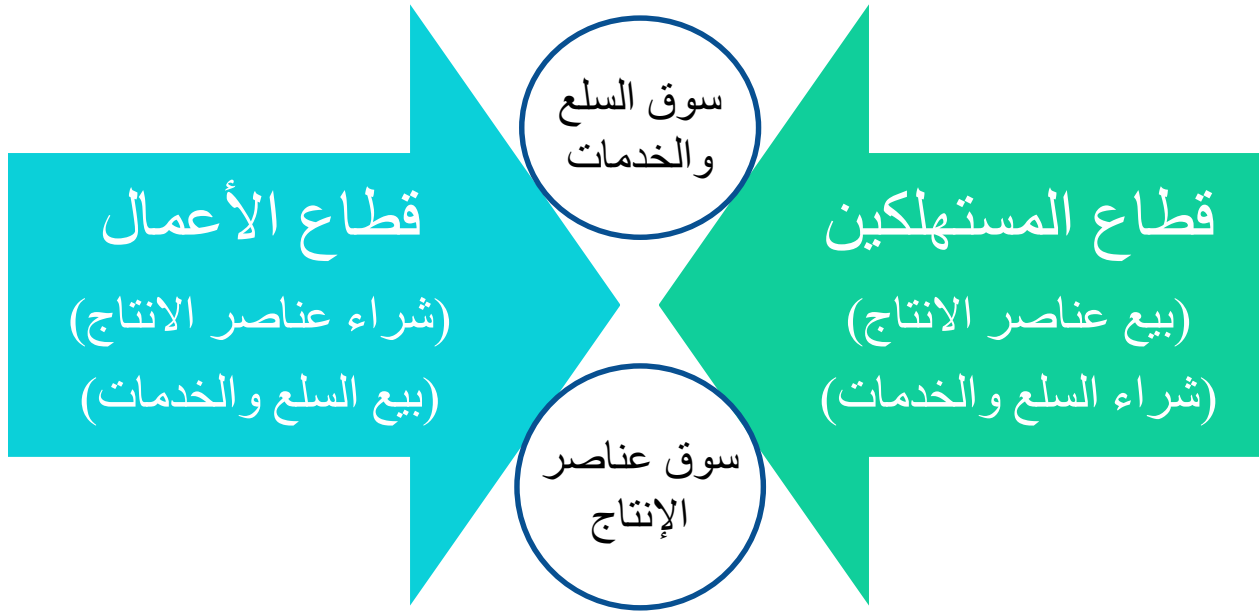 سوق السلع
والخدمات
قطاع المستهلكين
(بيع عناصر الانتاج)
(شراء السلع والخدمات)
قطاع الأعمال
(شراء عناصر الانتاج)
(بيع السلع والخدمات)
سوق عناصر
الإنتاج